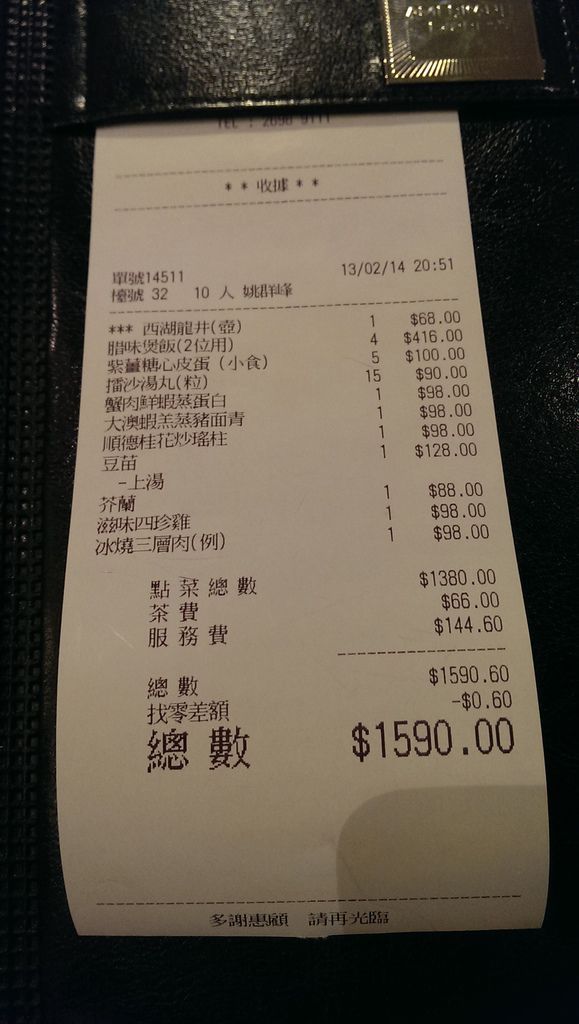 TEL : 2698 9111
* * 收據 * *
單號14511 13/02/14 20:51
檯號 32 10 人 姚群峰
*** 西湖龍井(壺) 1 $68.00
腊味煲飯(2位用) 4 $416.00
紫薑糖心皮蛋 (小食) 5 $100.00
擂沙湯丸(粒) 15 $90.00
蟹肉鮮蝦蒸蛋白 1 $98.00
大澳蝦羔蒸豬面青 1 $98.00
順德桂花炒瑤柱 1 $98.00
豆苗 1 $128.00
-上湯
芥蘭 1 $88.00
滋味四珍雞 1 $98.00
冰燒三層肉(例) 1 $98.00
點菜總數 $1380.00
茶費 $66.00
服務費 $144.60
總數 $1590.60
找零差額 -$0.60
總數 $1590.00
多謝惠顧 請再光臨